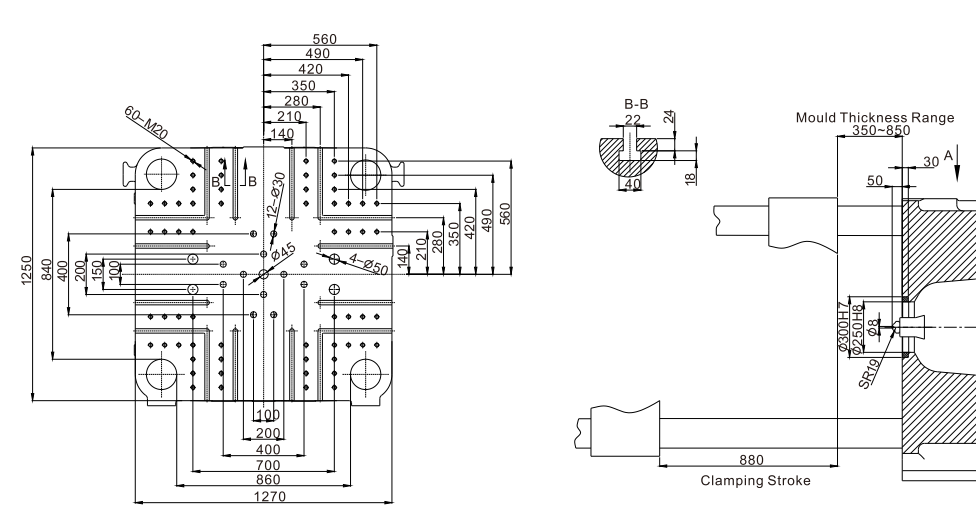 560
490
420
350
280
210
140
60-M20
B
B
12-Ø30
Ø45
4-Ø50
1250
840
400
200
150
100
140
210
280
350
420
490
560
100
200
400
700
860
1270
B-B
22
24
18
40
Mould Thickness Range
350~850
30
A
50
Ø300H7
Ø250H8
Ø8
SR19
880
Clamping Stroke